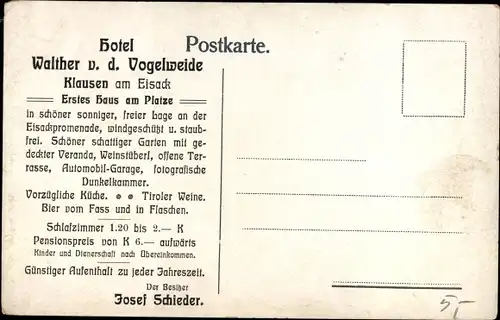 Hotel
Walther v. d. Vogelweide
Klausen am Eisack
Erstes Haus am Platze
in schöner sonniger, freier Lage an der
Eisackpromenade, windgeschützt u. staub-
frei. Schöner schattiger Garten mit ge-
deckter Veranda, Weinstüberl, offene Ter-
rasse, Automobil-Garage, fotografische
Dunkelkammer.
Vorzügliche Küche. Tiroler Weine.
Bier vom Fass und in Flaschen.
Schlafzimmer 1.20 bis 2.— K
Pensionspreis von K 6.— aufwärts
Kinder und Dienerschaft nach Übereinkommen.
Günstiger Aufenthalt zu jeder Jahreszeit.
Der Besitzer
Josef Schieder.
Postkarte.